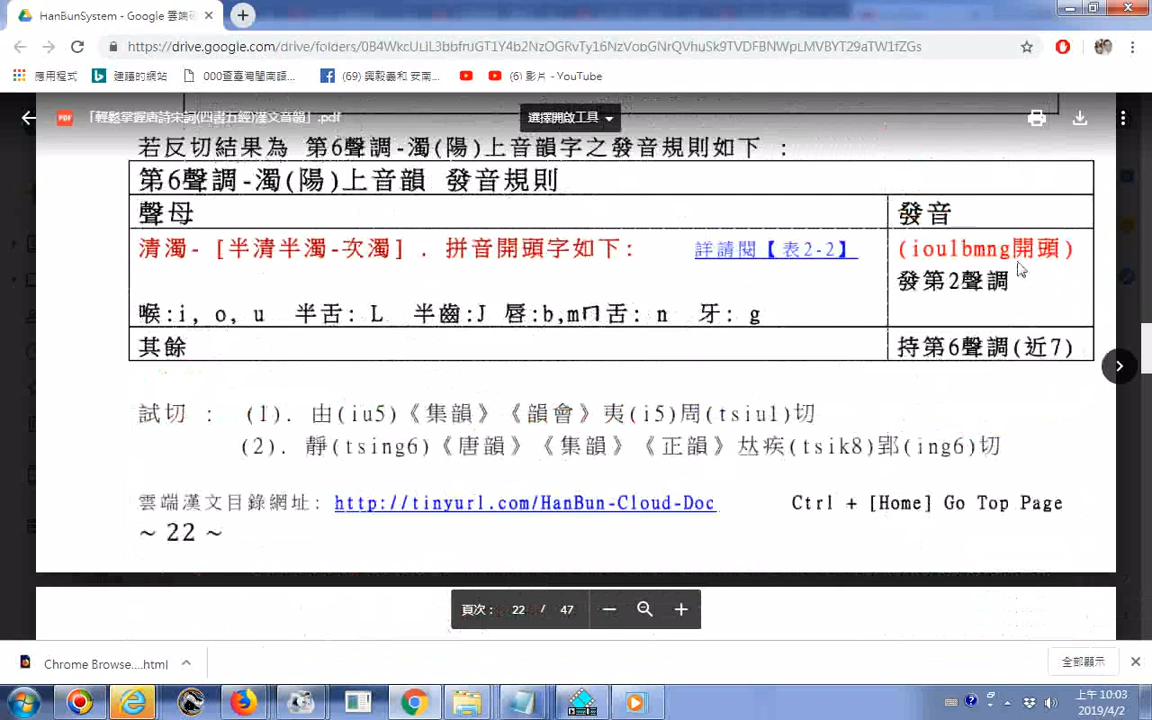 HanBunSystem - Google 雲端硬
https://drive.google.com/drive/folders/0B4WkcULlL3bbfnJGT1Y4b2NzOGRvTy16NzVobGNrQVhuSk9TVDFBNWpLMVBYT29aTW1fZGs
應用程式 建議的網站 000查臺灣閩南語... (69) 吳毅蓁和 安南... (6) 影片 - YouTube
「輕鬆掌握唐詩宋詞(四書五經)漢文音韻」.pdf 選擇開啟工具
若反切結果為 第6聲調-濁(陽)上音韻字之發音規則如下 :
第6聲調-濁(陽)上音韻 發音規則
聲母 發音
清濁- [半清半濁-次濁] . 拼音開頭字如下: 詳請閱【表2-2】 (ioulbmng開頭)
發第2聲調
喉:i, o, u 半舌: L 半齒:J 唇:b,m冂舌: n 牙: g
其餘 持第6聲調(近7)
試切 : (1). 由(iu5)《集韻》《韻會》夷(i5)周(tsiu1)切
(2). 靜(tsing6)《唐韻》《集韻》《正韻》𠀤疾(tsik8)郢(ing6)切
雲端漢文目錄網址: http://tinyurl.com/HanBun-Cloud-Doc Ctrl + [Home] Go Top Page
~ 22 ~
頁次： 22 / 47
Chrome Browse....html 全部顯示
上午 10:03
2019/4/2